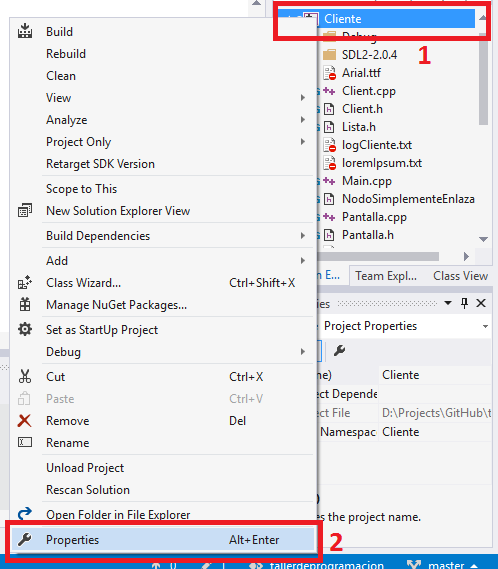 Cliente
1
Debug
SDL2-2.0.4
Arial.ttf
Client.cpp
Client.h
Lista.h
logCliente.txt
loremIpsum.txt
Main.cpp
NodoSimplementeEnlaza
Pantalla.cpp
Pantalla.h
Build
Rebuild
Clean
View
Analyze
Project Only
Retarget SDK Version
Scope to This
New Solution Explorer View
Build Dependencies
Add
Class Wizard... Ctrl+Shift+X
Manage NuGet Packages...
Set as StartUp Project
Debug
Cut Ctrl+X
Paste Ctrl+V
Remove Del
Rename
Unload Project
Rescan Solution
Open Folder in File Explorer
Properties Alt+Enter
2
n E... Team Expl... Class View
ies
Project Properties
ne) Cliente
ject Depende
ject File D:\Projects\GitHub\t
t Namespac Cliente
)
es the project name.
0 1 tallerdeprogramacion master